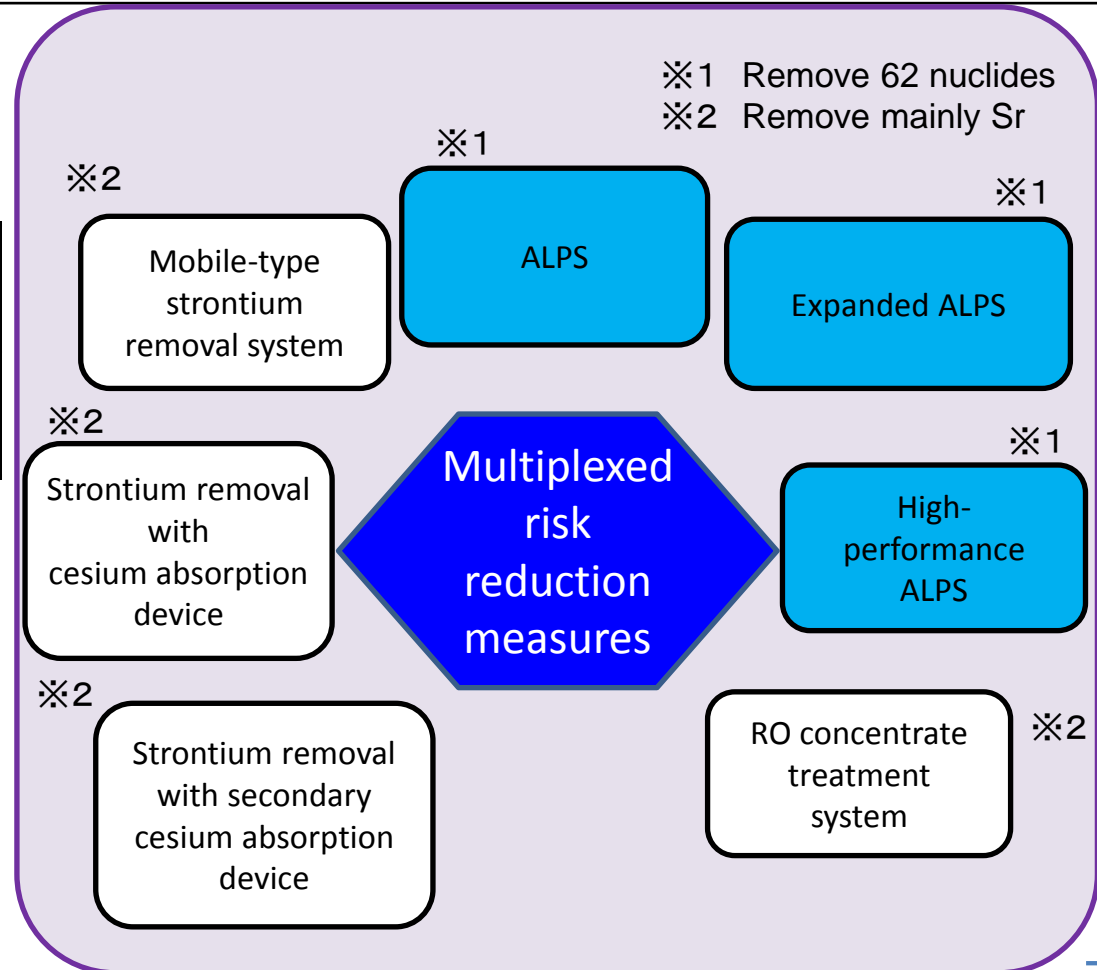 ※1 Remove 62 nuclides
※2 Remove mainly Sr
※1
ALPS
※2
Mobile-type
strontium
removal system
※1
Expanded ALPS
※2
Strontium removal
with
cesium absorption
device
Multiplexed
risk
reduction
measures
※1
High-
performance
ALPS
※2
Strontium removal
with secondary
cesium absorption
device
RO concentrate
treatment
system
※2